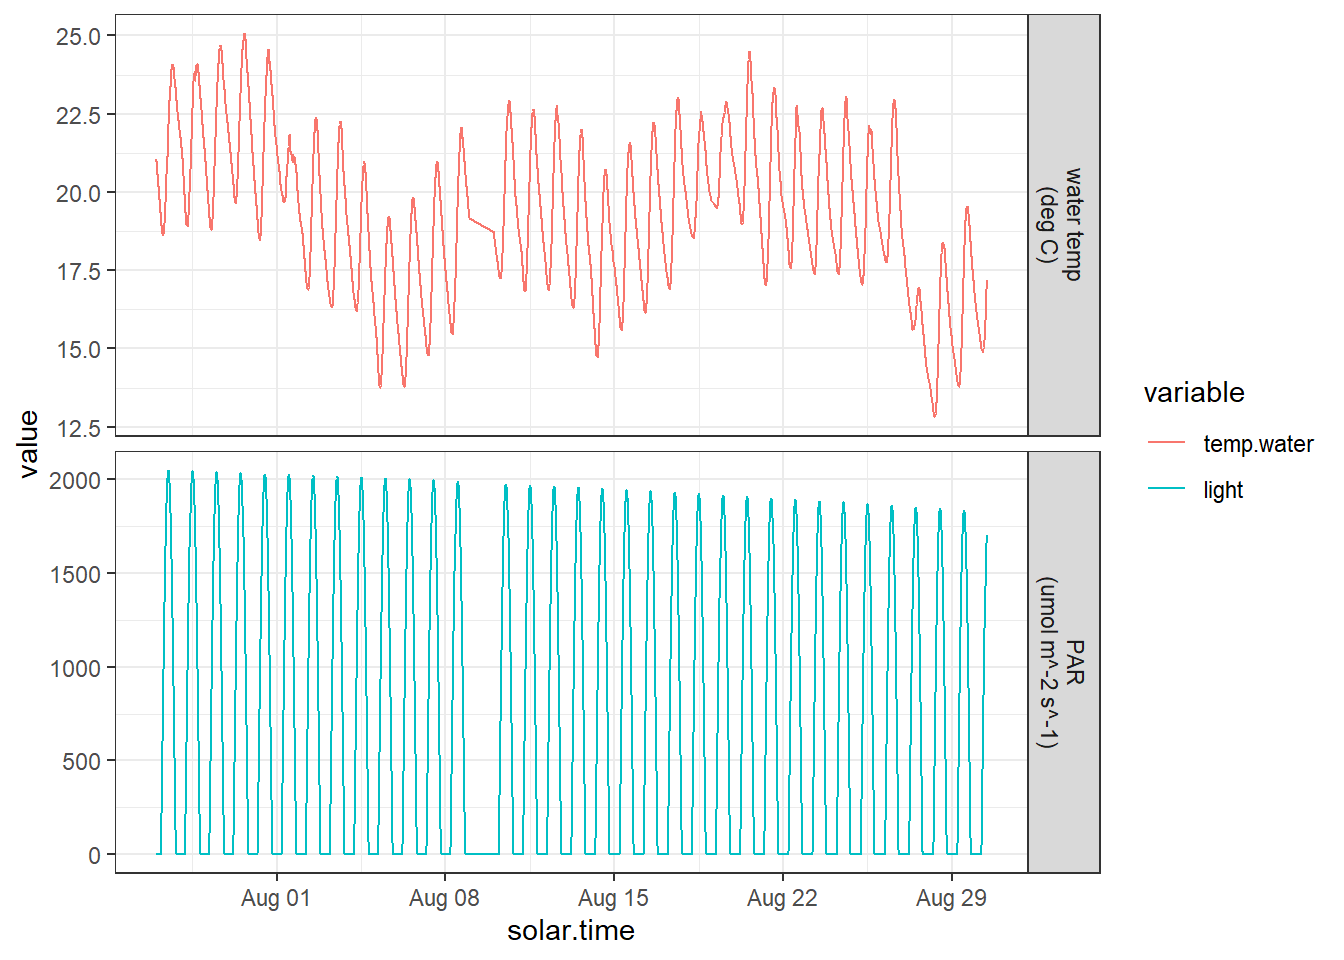 25.0
22.5
20.0
17.5
15.0
12.5
water temp
(deg C)
value
2000
1500
1000
500
0
PAR
(umol m^-2 s^-1)
Aug 01
Aug 08
Aug 15
Aug 22
Aug 29
solar.time
variable
temp.water
light